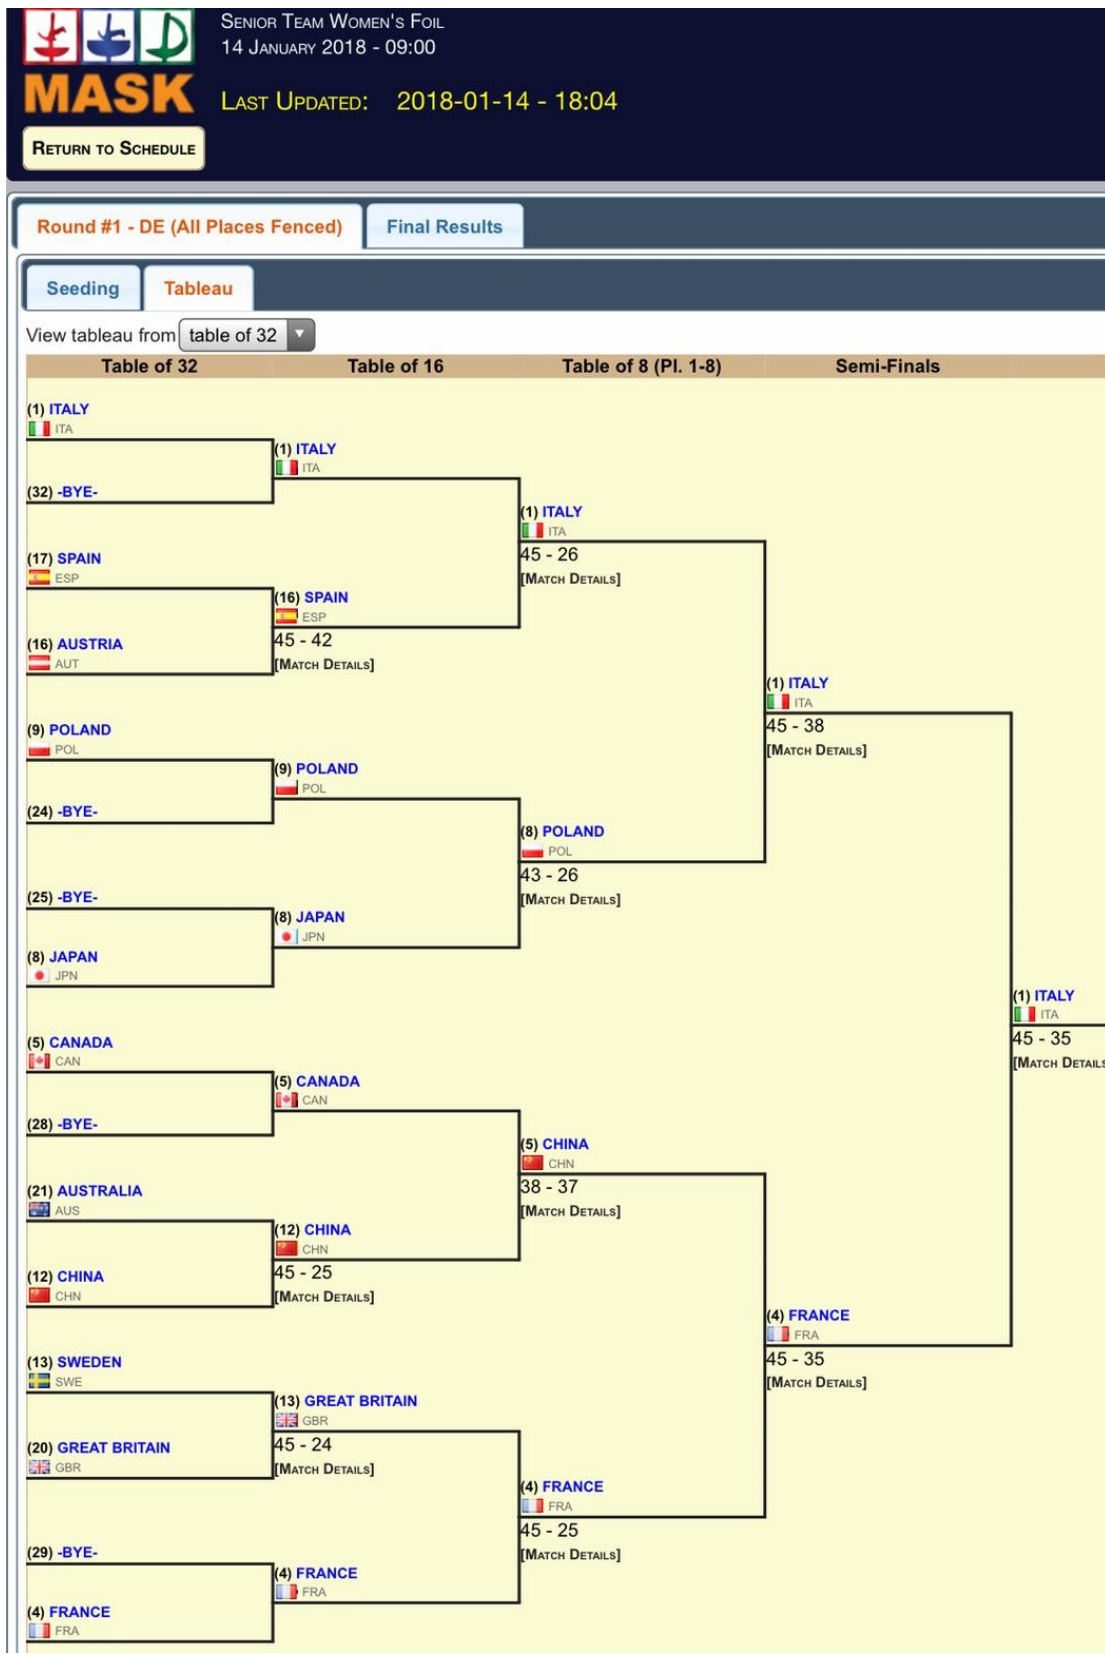 SENIOR TEAM WOMEN'S FOIL
14 JANUARY 2018 - 09:00
MASK
LAST UPDATED: 2018-01-14 - 18:04
RETURN TO SCHEDULE
Round #1 - DE (All Places Fenced) Final Results
Seeding Tableau
View tableau from table of 32
Table of 32 Table of 16 Table of 8 (Pl. 1-8) Semi-Finals
(1) ITALY
ITA
(1) ITALY
ITA
(32) -BYE-
(1) ITALY
ITA
45 - 26
[MATCH DETAILS]
(17) SPAIN
ESP
(16) SPAIN
ESP
45 - 42
[MATCH DETAILS]
(16) AUSTRIA
AUT
(1) ITALY
ITA
45 - 38
[MATCH DETAILS]
(9) POLAND
POL
(9) POLAND
POL
(24) -BYE-
(8) POLAND
POL
43 - 26
[MATCH DETAILS]
(25) -BYE-
(8) JAPAN
JPN
(8) JAPAN
JPN
(1) ITALY
ITA
45 - 35
[MATCH DETAILS
(5) CANADA
CAN
(5) CANADA
CAN
(28) -BYE-
(5) CHINA
CHN
38 - 37
[MATCH DETAILS]
(21) AUSTRALIA
AUS
(12) CHINA
CHN
45 - 25
[MATCH DETAILS]
(12) CHINA
CHN
(4) FRANCE
FRA
45 - 35
[MATCH DETAILS]
(13) SWEDEN
SWE
(13) GREAT BRITAIN
GBR
45 - 24
[MATCH DETAILS]
(20) GREAT BRITAIN
GBR
(4) FRANCE
FRA
45 - 25
[MATCH DETAILS]
(29) -BYE-
(4) FRANCE
FRA
(4) FRANCE
FRA